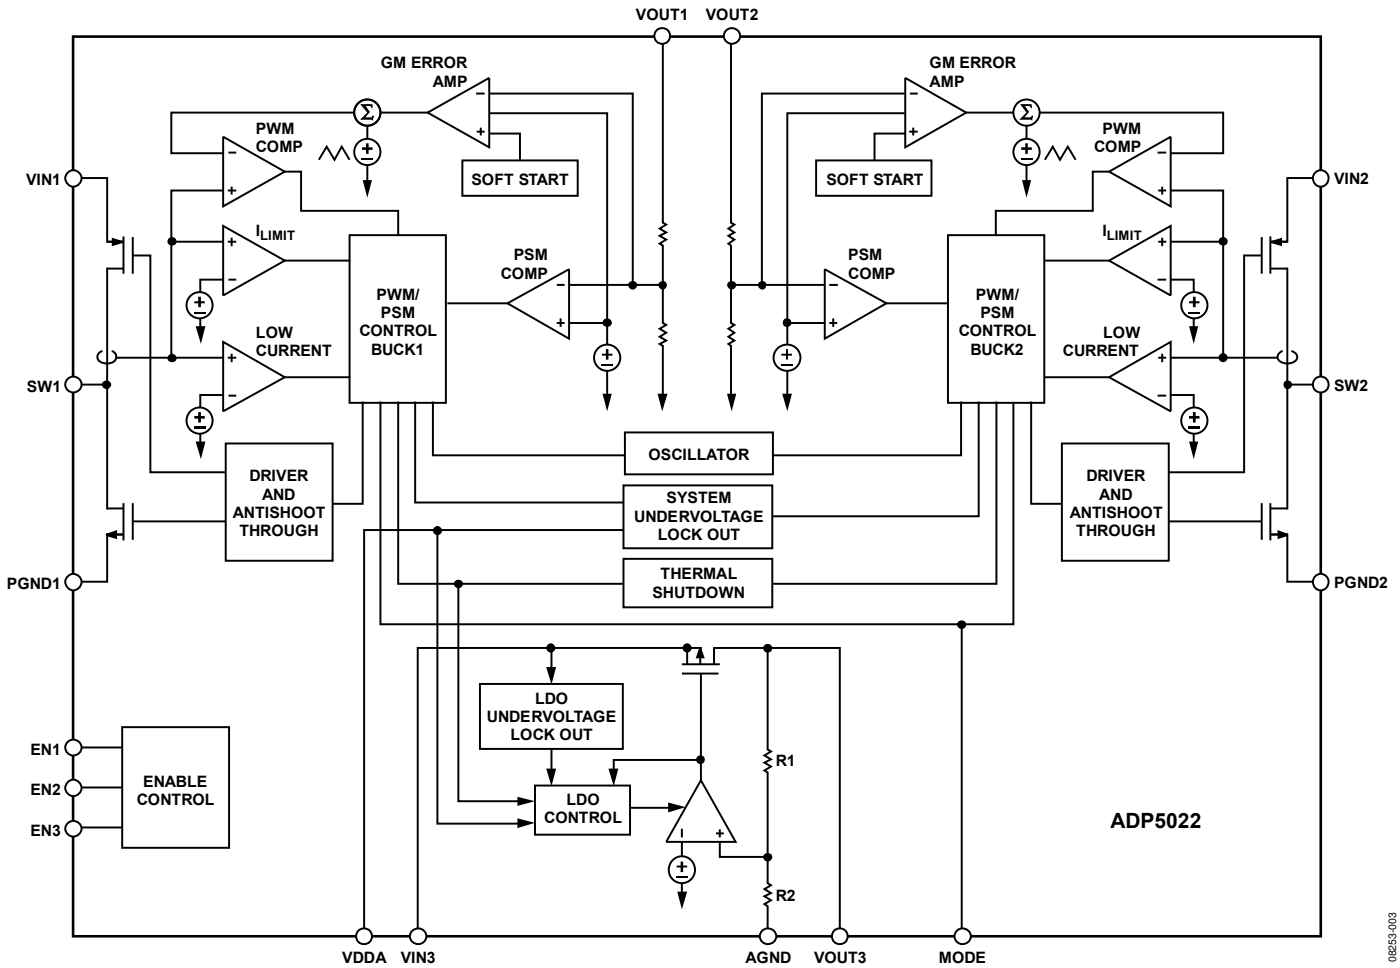 VOUT1 VOUT2
GM ERROR
AMP
GM ERROR
AMP
Σ
Σ
PWM
COMP
PWM
COMP
−
+
−
+
−
+
−
+
SOFT START
SOFT START
VIN1
VIN2
ILIMIT
ILIMIT
+
−
+
−
PSM
COMP
PSM
COMP
−
+
−
+
PWM/
PSM
CONTROL
BUCK1
PWM/
PSM
CONTROL
BUCK2
LOW
CURRENT
LOW
CURRENT
+
−
+
−
SW1
SW2
OSCILLATOR
DRIVER
AND
ANTISHOOT
THROUGH
SYSTEM
UNDERVOLTAGE
LOCK OUT
DRIVER
AND
ANTISHOOT
THROUGH
THERMAL
SHUTDOWN
PGND1
PGND2
LDO
UNDERVOLTAGE
LOCK OUT
R1
EN1
EN2
EN3
ENABLE
CONTROL
LDO
CONTROL
− +
ADP5022
R2
VDDA VIN3 AGND VOUT3 MODE
08253-003